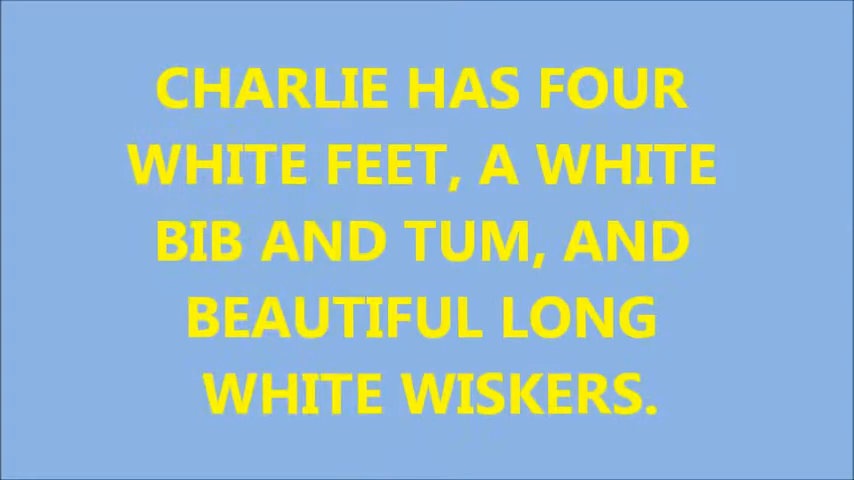 CHARLIE HAS FOUR
WHITE FEET, A WHITE
BIB AND TUM, AND
BEAUTIFUL LONG
WHITE WISKERS.